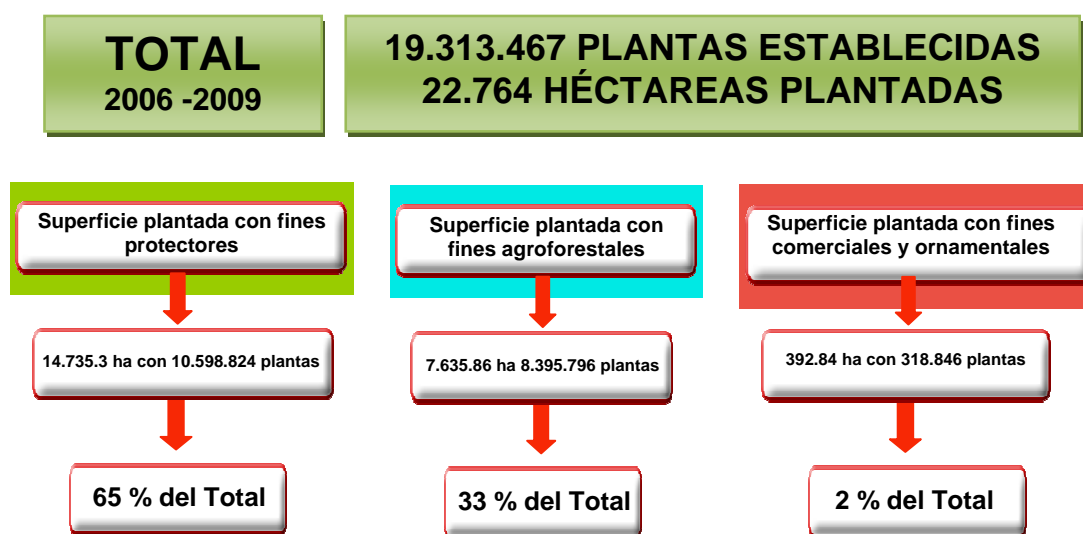 TOTAL
2006 -2009
19.313.467 PLANTAS ESTABLECIDAS
22.764 HÉCTAREAS PLANTADAS
Superficie plantada con fines
protectores
Superficie plantada con
fines agroforestales
Superficie plantada con fines
comerciales y ornamentales
14.735.3 ha con 10.598.824 plantas
7.635.86 ha 8.395.796 plantas
392.84 ha con 318.846 plantas
65 % del Total
33 % del Total
2 % del Total